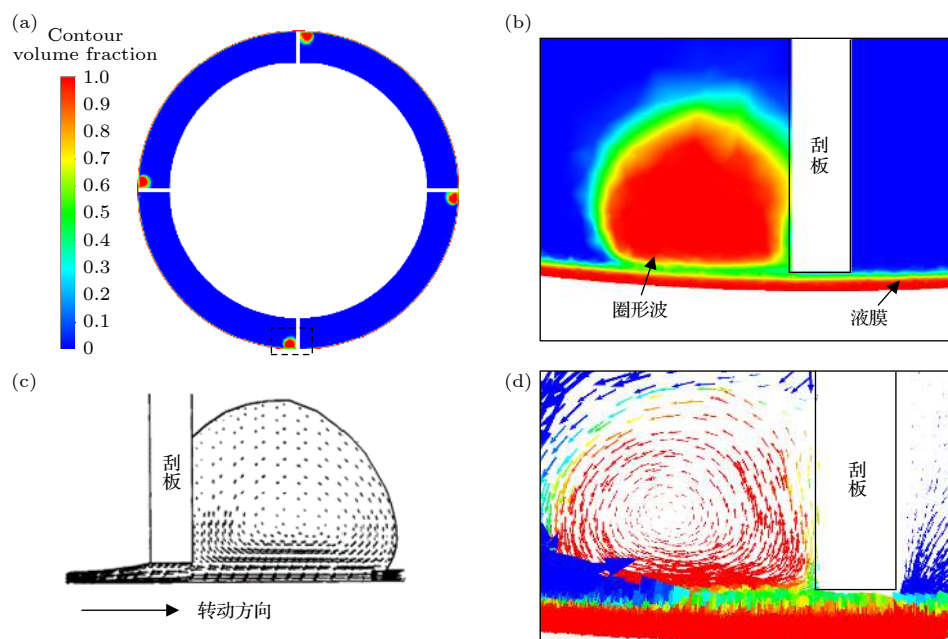 (a)
Contour
volume fraction
1.0
0.9
0.8
0.7
0.6
0.5
0.4
0.3
0.2
0.1
0
(b)
刮板
圈形波
液膜
(c)
刮板
转动方向
(d)
刮板